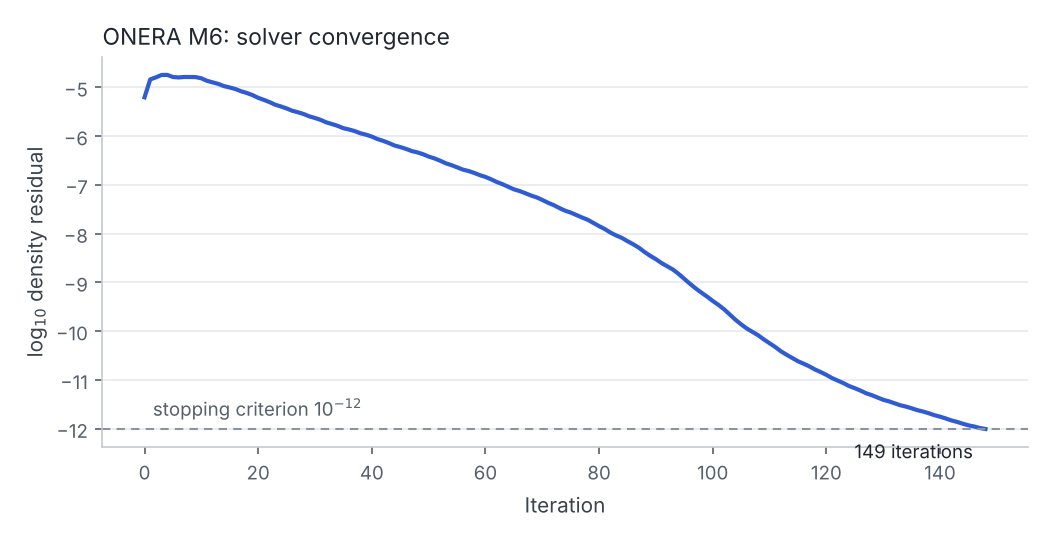 ONERA M6: solver convergence
log₁₀ density residual
−5
−6
−7
−8
−9
−10
−11
−12
stopping criterion 10⁻¹²
149 iterations
0 20 40 60 80 100 120 140
Iteration